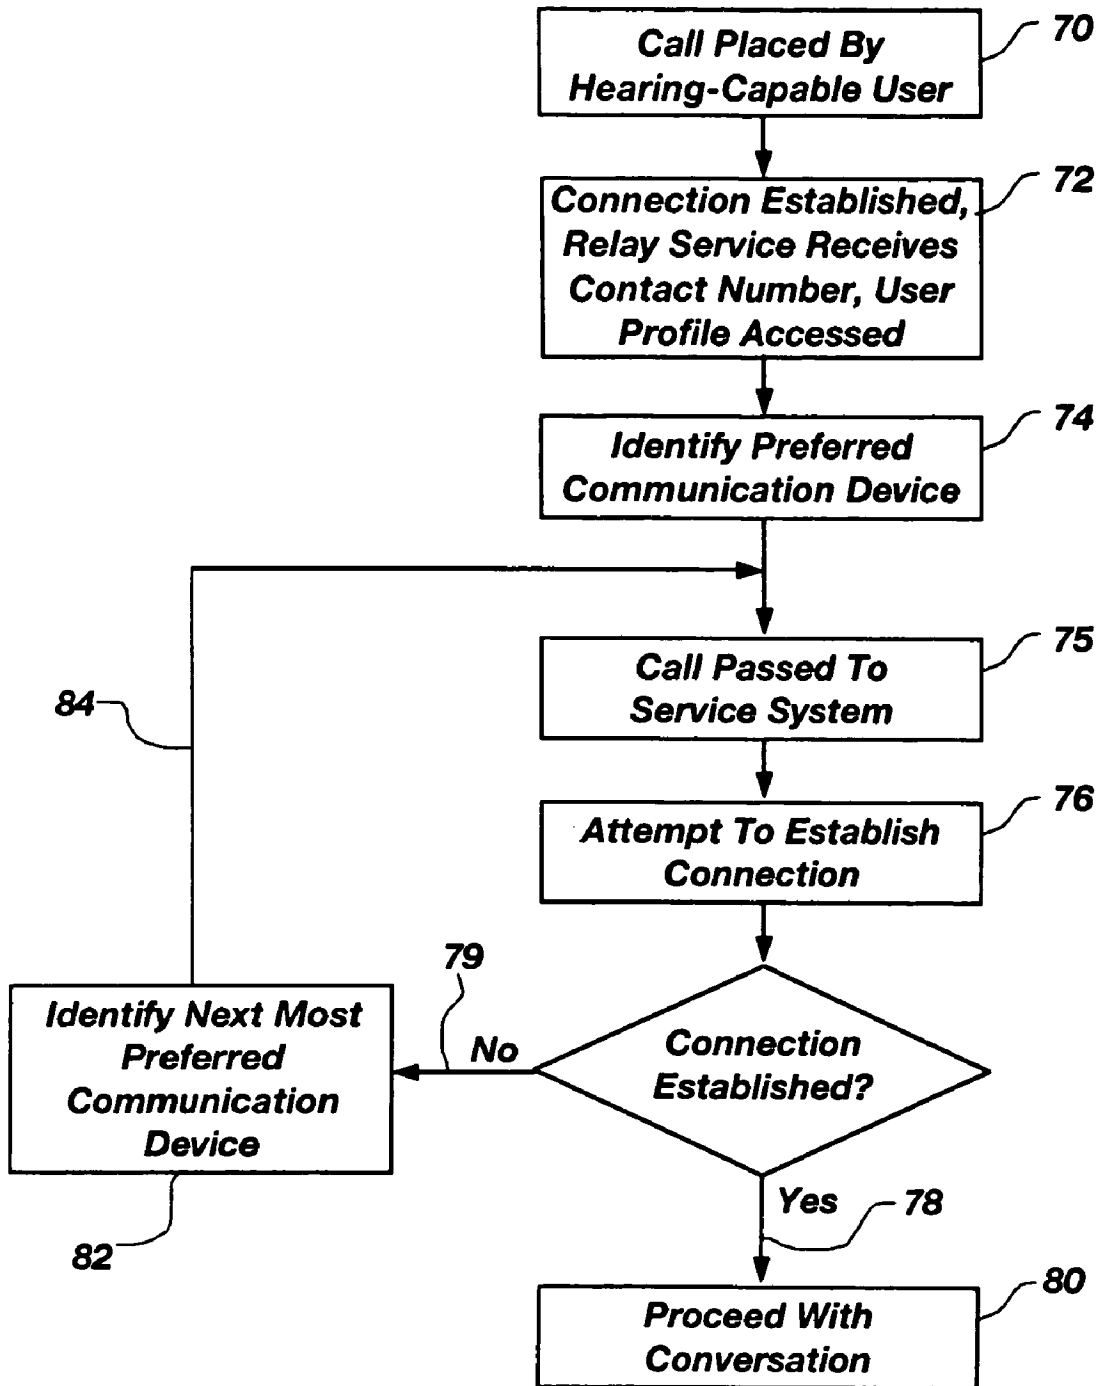 Call Placed By
Hearing-Capable User
70
Connection Established,
Relay Service Receives
Contact Number, User
Profile Accessed
72
Identify Preferred
Communication Device
74
Call Passed To
Service System
75
84
Attempt To Establish
Connection
76
Connection
Established?
79
No
Identify Next Most
Preferred
Communication
Device
82
Yes
78
Proceed With
Conversation
80